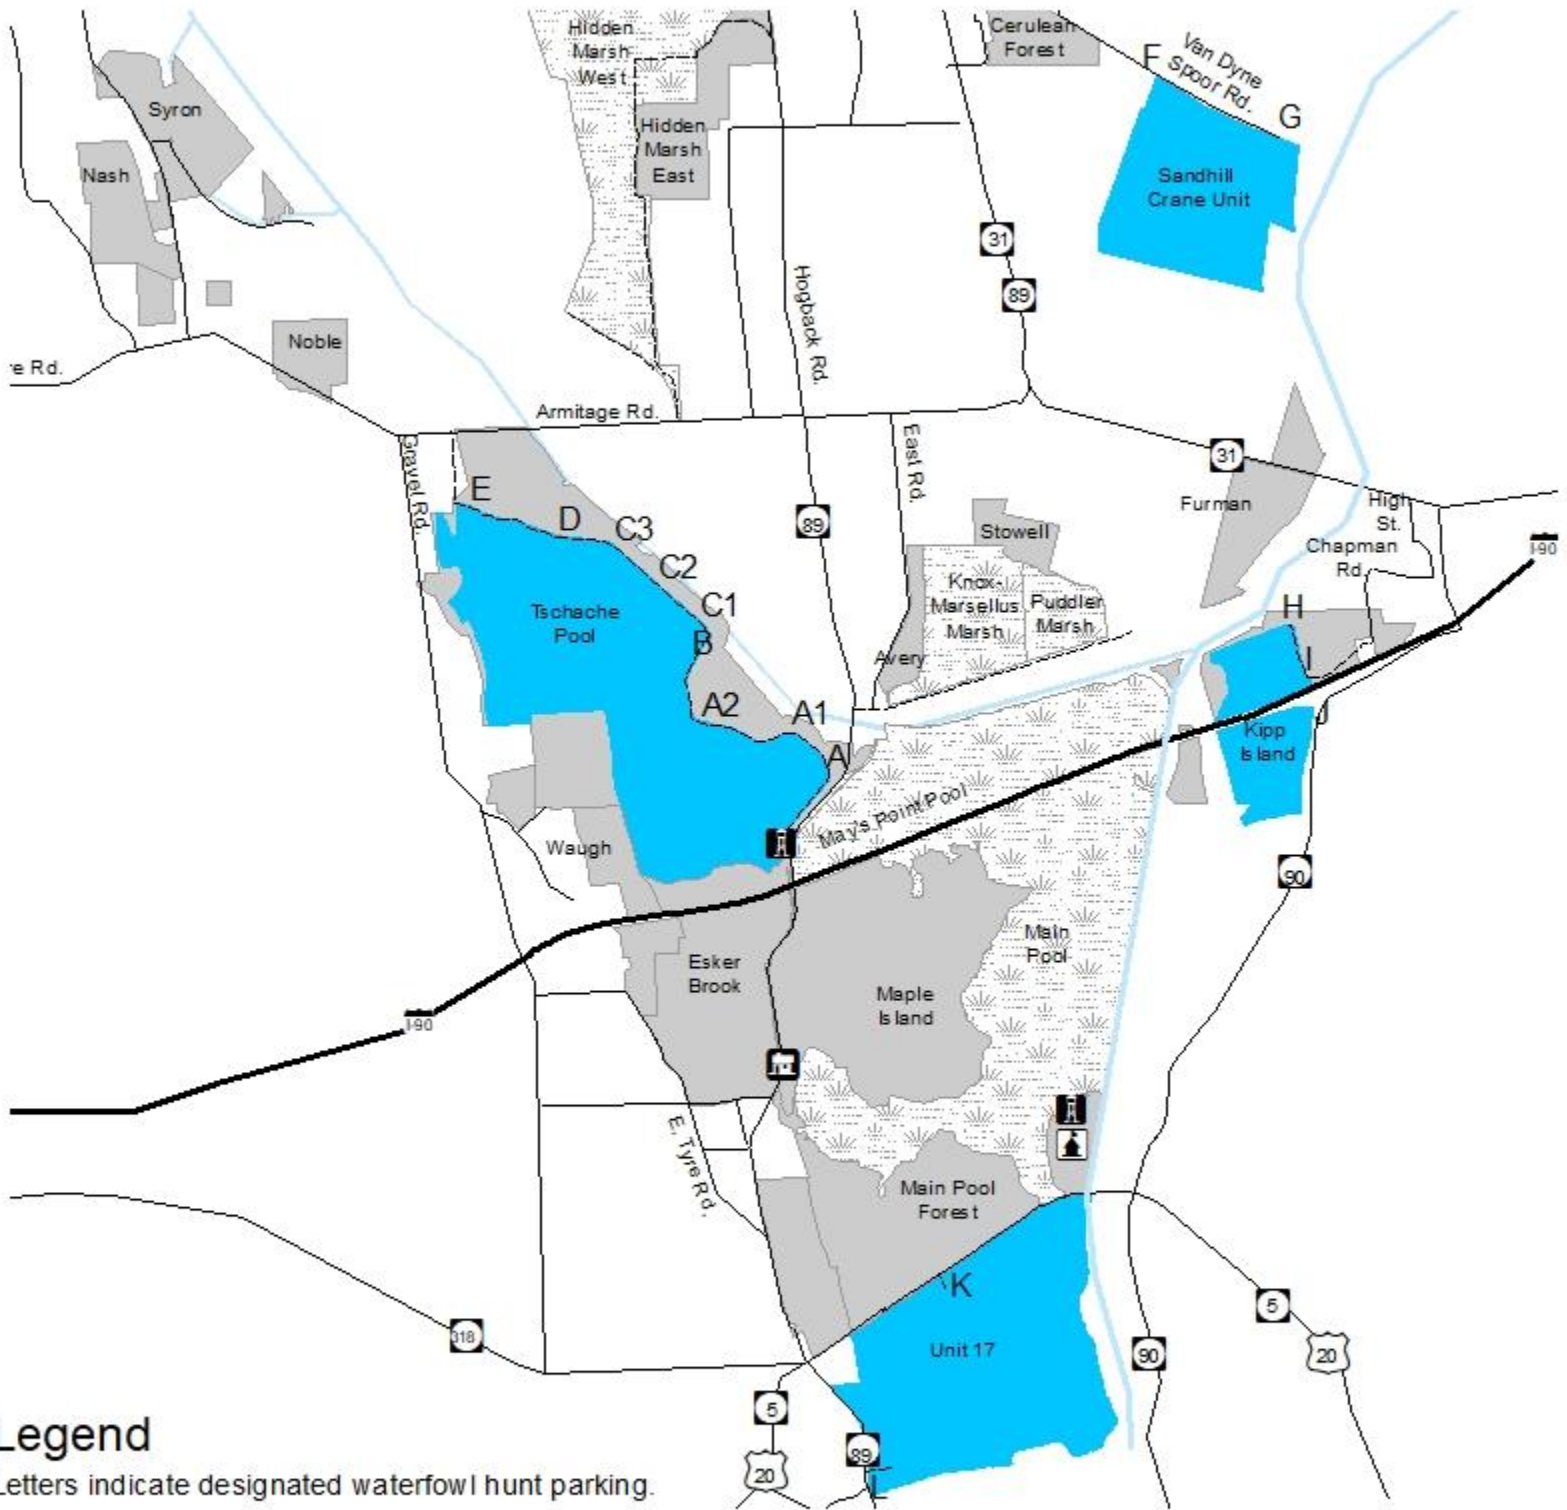 Hidden
Marsh
West
Cerulean
Forest
F
Van Dyne
Spoor Rd.
G
Syron
Hidden
Marsh
East
Nash
Sandhill
Crane Unit
31
89
Hogback Rd.
Noble
re Rd.
Armitage Rd.
Gravel Rd.
East Rd.
31
Furman
High
St.
E
D
C3
89
Stowell
Chapman
Rd.
I-90
C2
Knox-
Marsellus
Marsh
Puddler
Marsh
C1
Tschache
Pool
H
B
Avery
I
A2
A1
Kipp
Island
A
May's Point Pool
Waugh
90
Main
Pool
Esker
Brook
Maple
Island
I-90
E. Tyre Rd.
Main Pool
Forest
K
5
318
Unit 17
90
20
5
89
20
L
Legend
Letters indicate designated waterfowl hunt parking.